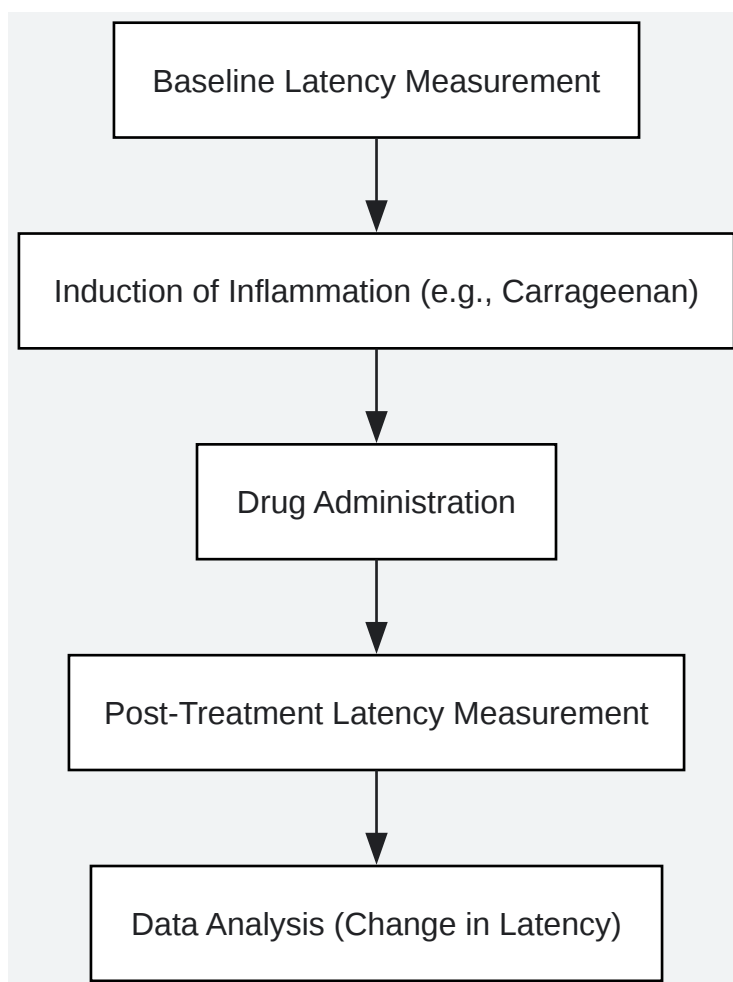 Baseline Latency Measurement
Induction of Inflammation (e.g., Carrageenan)
Drug Administration
Post-Treatment Latency Measurement
Data Analysis (Change in Latency)